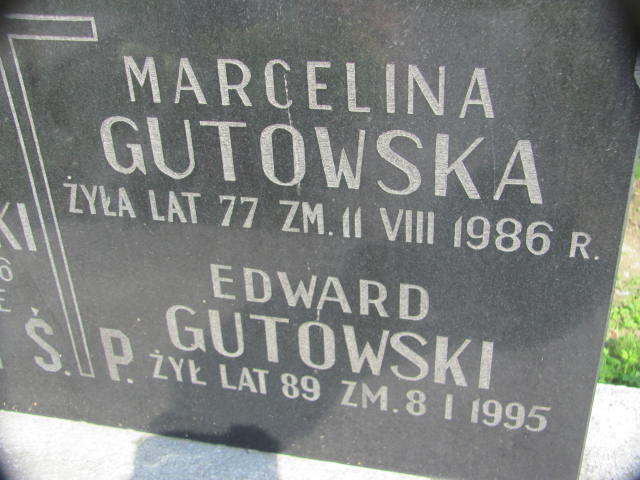 MARCELINA
GUTOWSKA
ŻYŁA LAT 77 ZM. 11 VIII 1986 R.
EDWARD
GUTOWSKI
Ś. P. ŻYŁ LAT 89 ZM. 8 I 1995